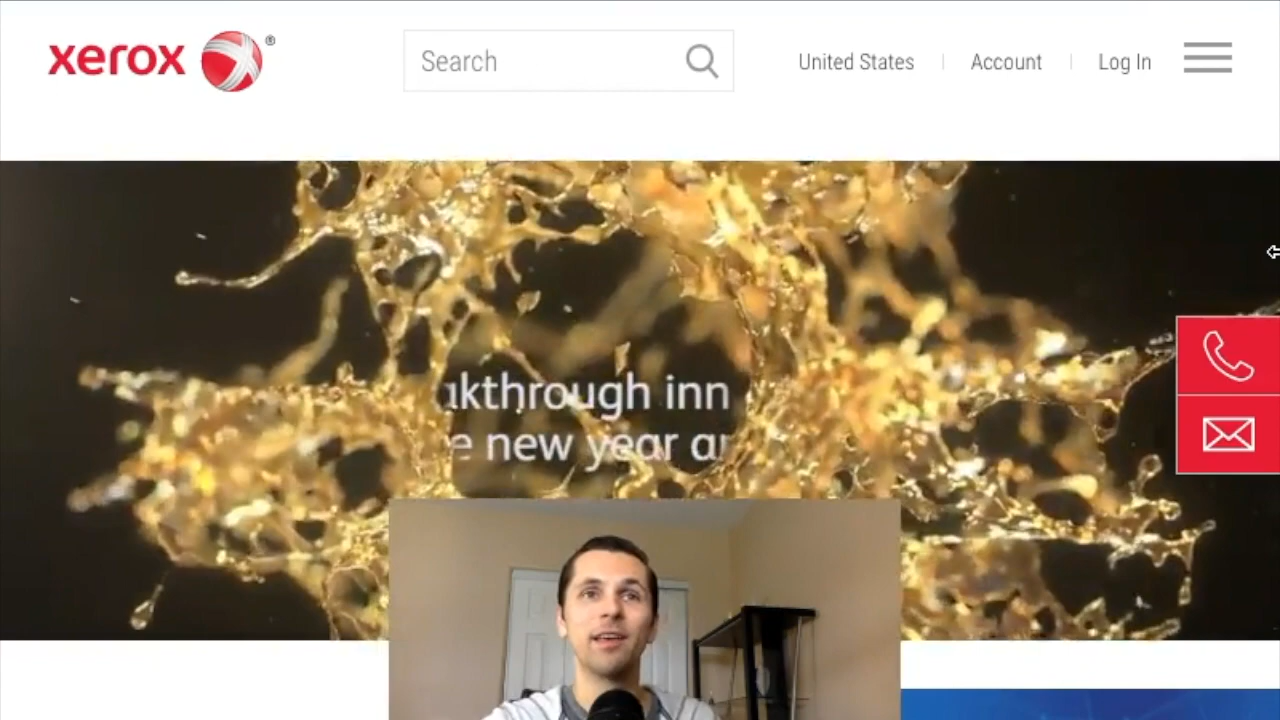 xerox ®
Search
United States
Account
Log In
akthrough inn
e new year ar